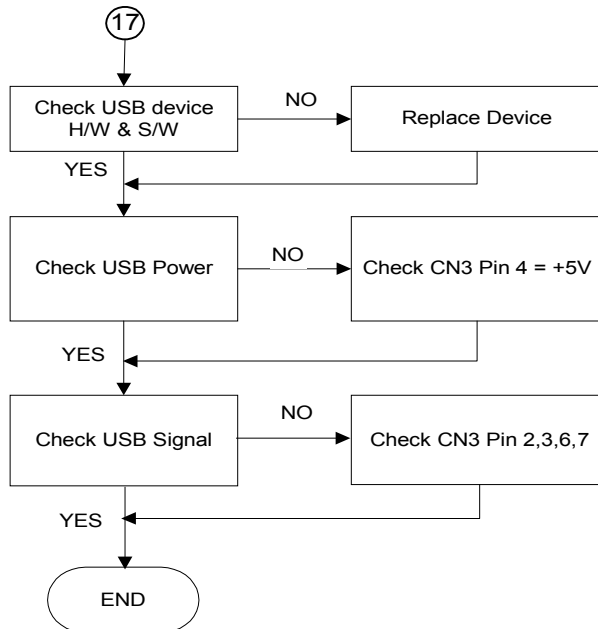 17
Check USB device
H/W & S/W
NO
Replace Device
YES
Check USB Power
NO
Check CN3 Pin 4 = +5V
YES
Check USB Signal
NO
Check CN3 Pin 2,3,6,7
YES
END